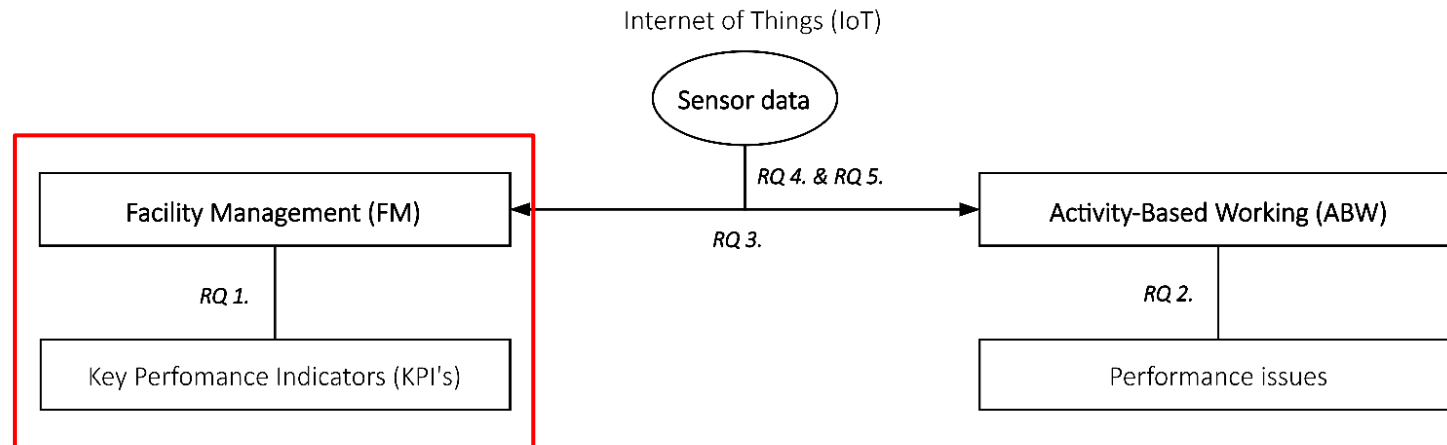 Internet of Things (IoT)
Sensor data
RQ 4. & RQ 5.
Facility Management (FM)
Activity-Based Working (ABW)
RQ 3.
RQ 1.
RQ 2.
Key Perfomance Indicators (KPI's)
Performance issues